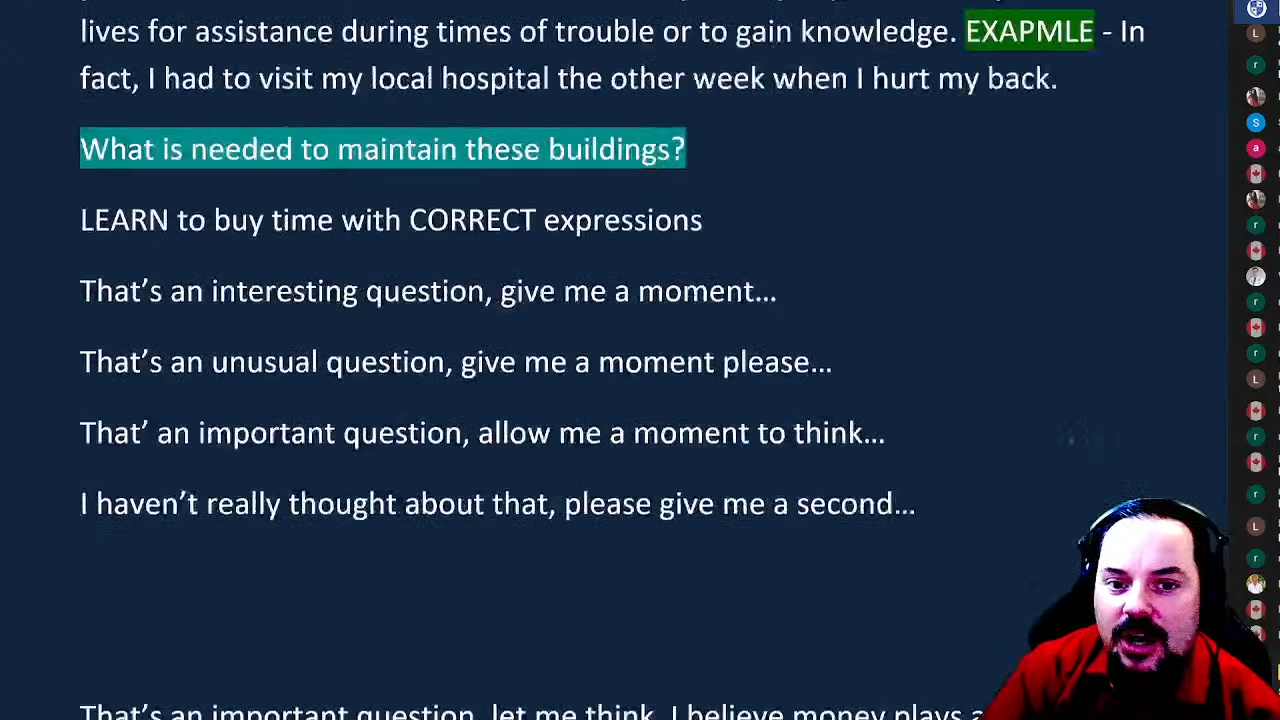 lives for assistance during times of trouble or to gain knowledge. EXAPMLE - In
fact, I had to visit my local hospital the other week when I hurt my back.
What is needed to maintain these buildings?
LEARN to buy time with CORRECT expressions
That’s an interesting question, give me a moment…
That’s an unusual question, give me a moment please…
That’ an important question, allow me a moment to think…
I haven’t really thought about that, please give me a second…
That’s an important question, let me think. I believe money plays a